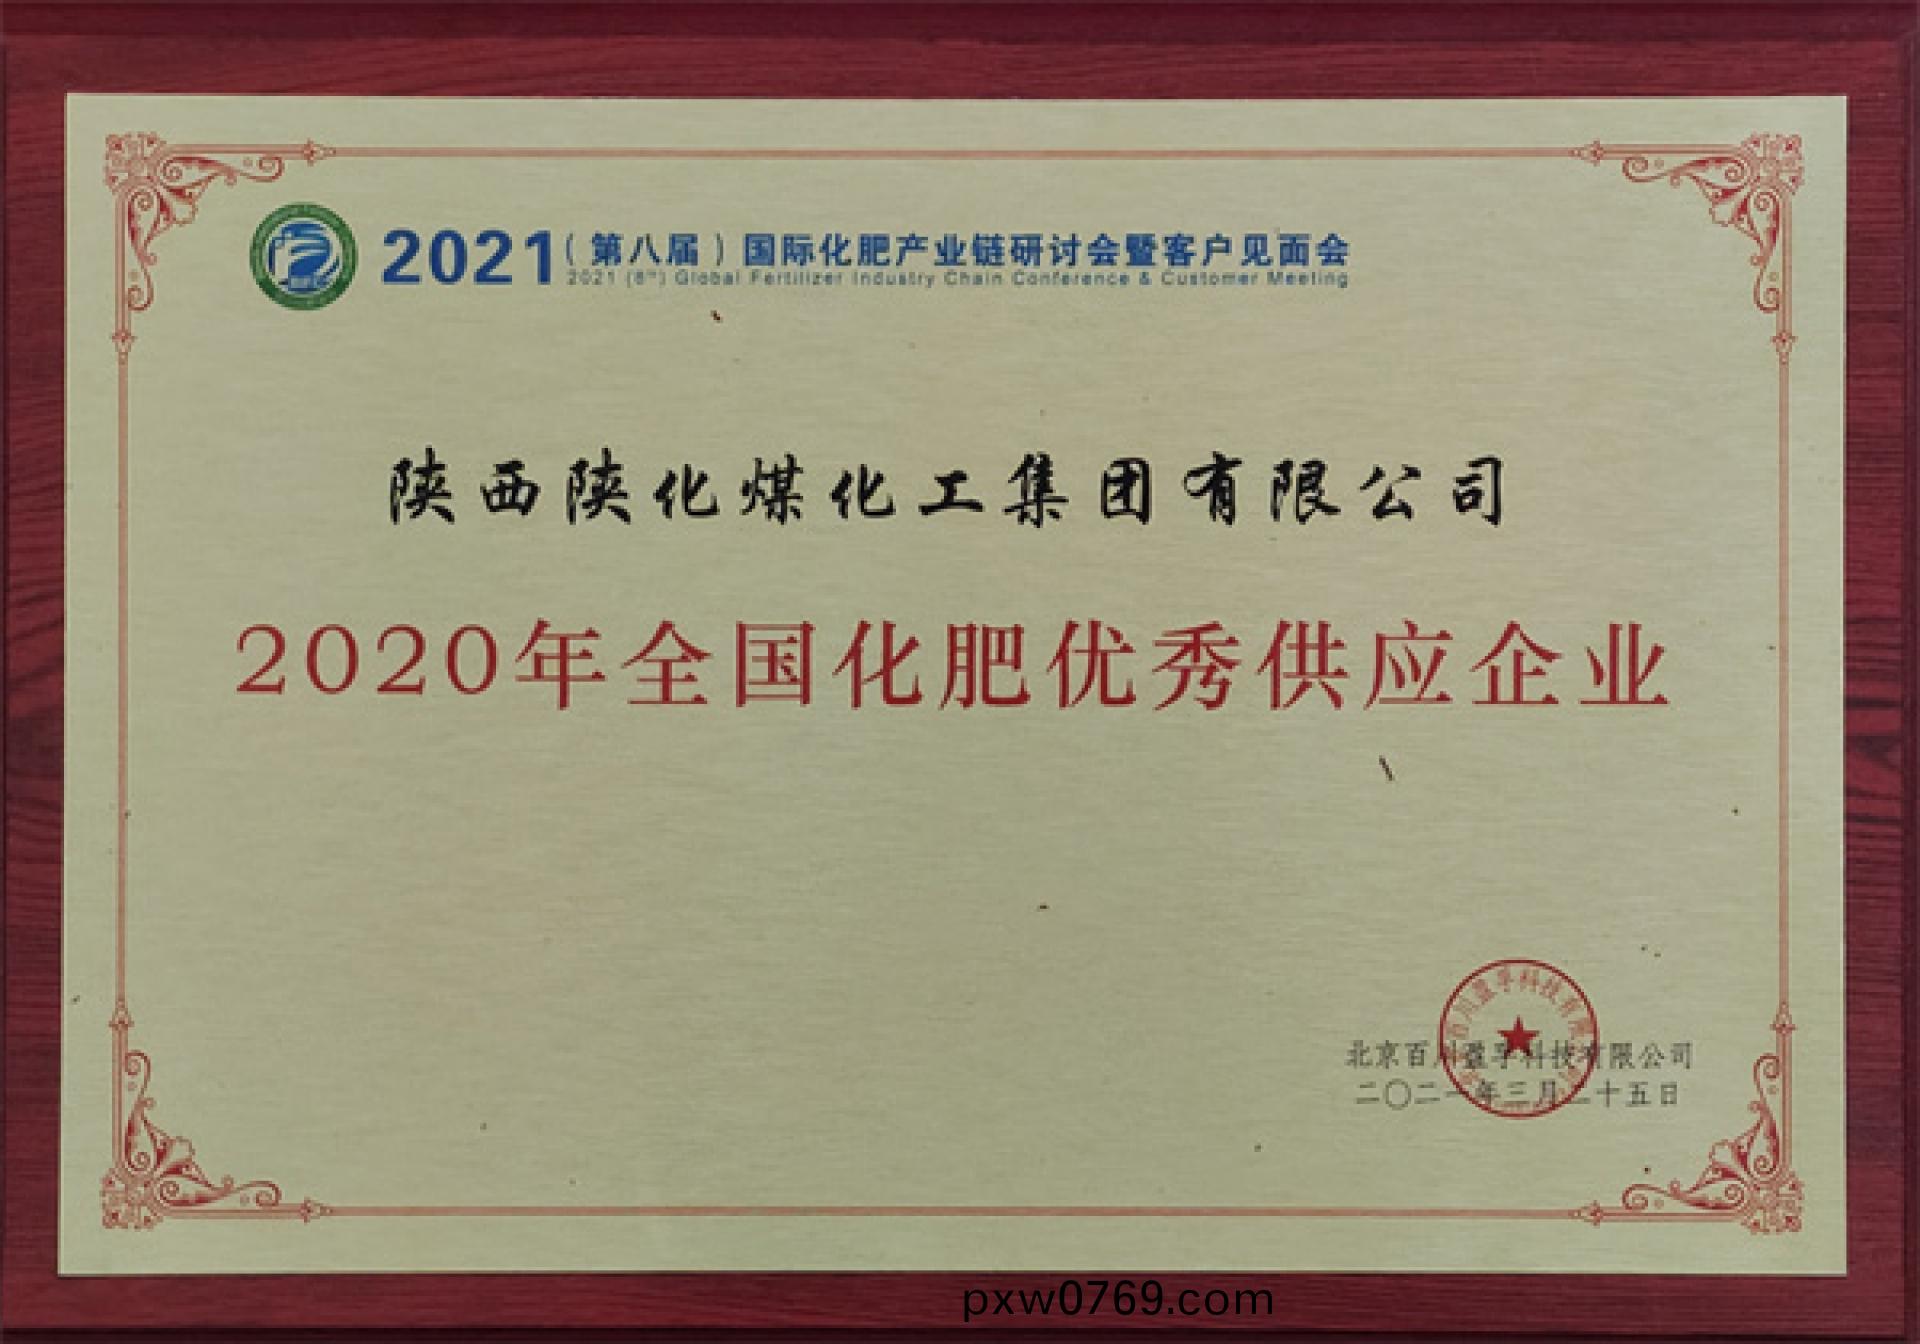 2021（第八届）国际化肥产业链研讨会暨客户见面会
2021 (8th) Global Fertilizer Industry Chain Conference & Customer Meeting
陕西陕化煤化工集团有限公司
2020年全国化肥优秀供应企业
北京百川盈孚科技有限公司
二〇二一年三月二十五日
pxw0769.com